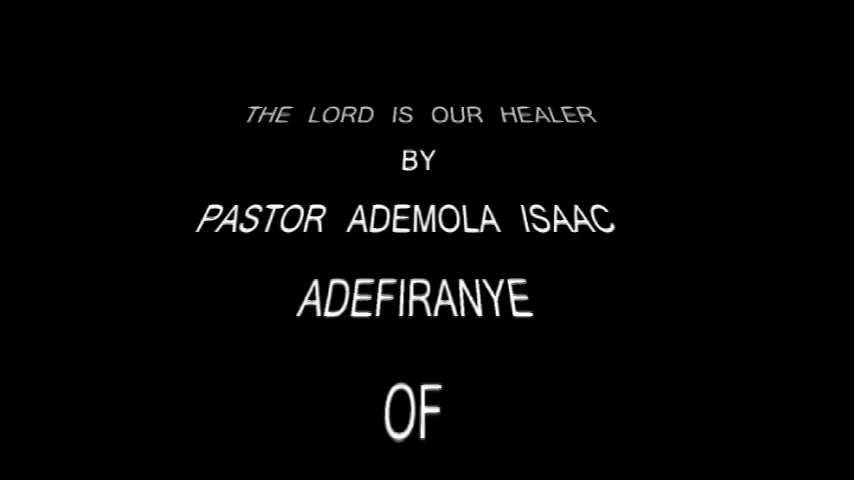 THE LORD IS OUR HEALER
BY
PASTOR ADEMOLA ISAAC
ADEFIRANYE
OF